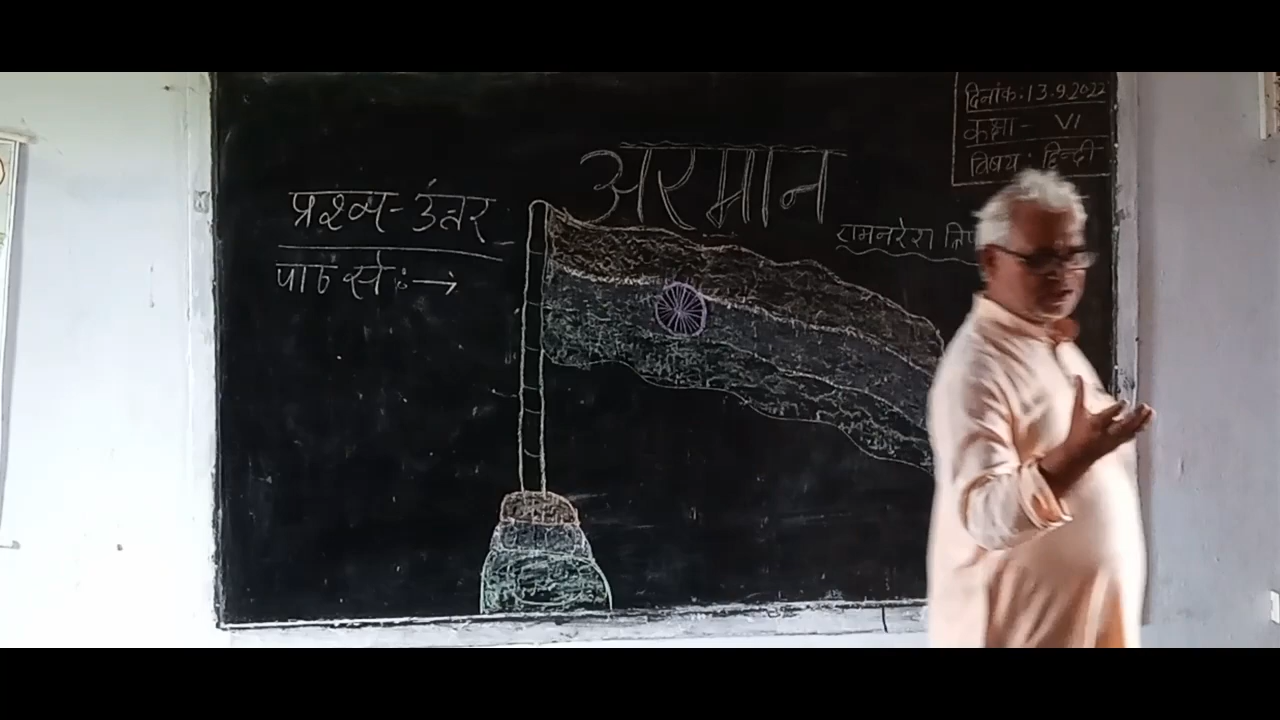 दिनांक. 13.9.2022
कक्षा - VI
विषय: हिन्दी
अरमान
रामनरेश
प्रश्न - उत्तर
पाठ से : →